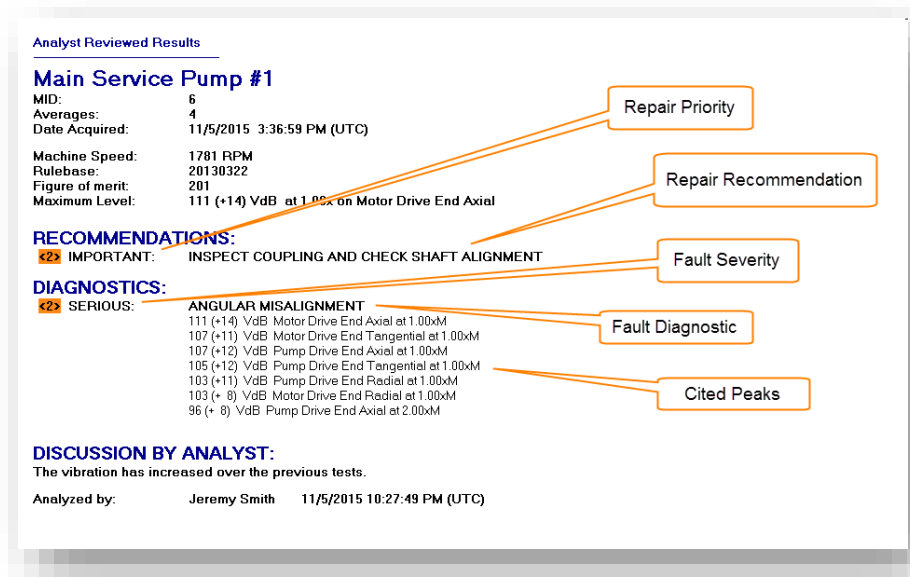 Analyst Reviewed Results
Main Service Pump #1
MID: 6
Averages: 4
Date Acquired: 11/5/2015 3:36:59 PM (UTC)
Machine Speed: 1781 RPM
Rulebase: 20130322
Figure of merit: 201
Maximum Level: 111 (+14) VdB at 1.00x on Motor Drive End Axial
RECOMMENDATIONS:
<2> IMPORTANT: INSPECT COUPLING AND CHECK SHAFT ALIGNMENT
DIAGNOSTICS:
<2> SERIOUS: ANGULAR MISALIGNMENT
111 (+14) VdB Motor Drive End Axial at 1.00xM
107 (+11) VdB Motor Drive End Tangential at 1.00xM
107 (+12) VdB Pump Drive End Axial at 1.00xM
105 (+12) VdB Pump Drive End Tangential at 1.00xM
103 (+11) VdB Pump Drive End Radial at 1.00xM
103 (+ 8) VdB Motor Drive End Radial at 1.00xM
96 (+ 8) VdB Pump Drive End Axial at 2.00xM
DISCUSSION BY ANALYST:
The vibration has increased over the previous tests.
Analyzed by: Jeremy Smith 11/5/2015 10:27:49 PM (UTC)
Repair Priority
Repair Recommendation
Fault Severity
Fault Diagnostic
Cited Peaks